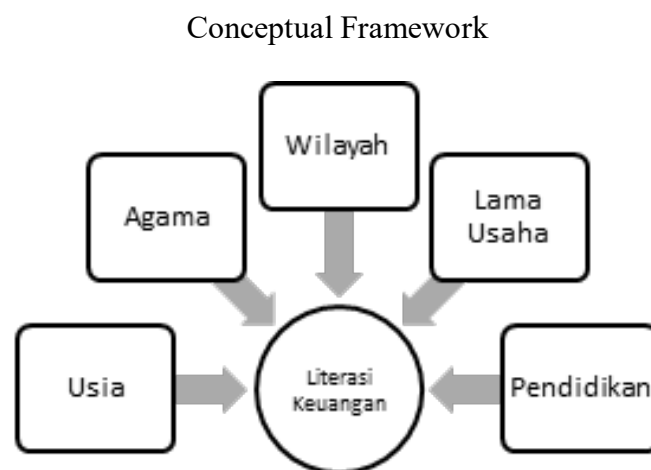 Conceptual Framework
Wilayah
Agama
Lama
Usaha
Usia
Literasi
Keuangan
Pendidikan